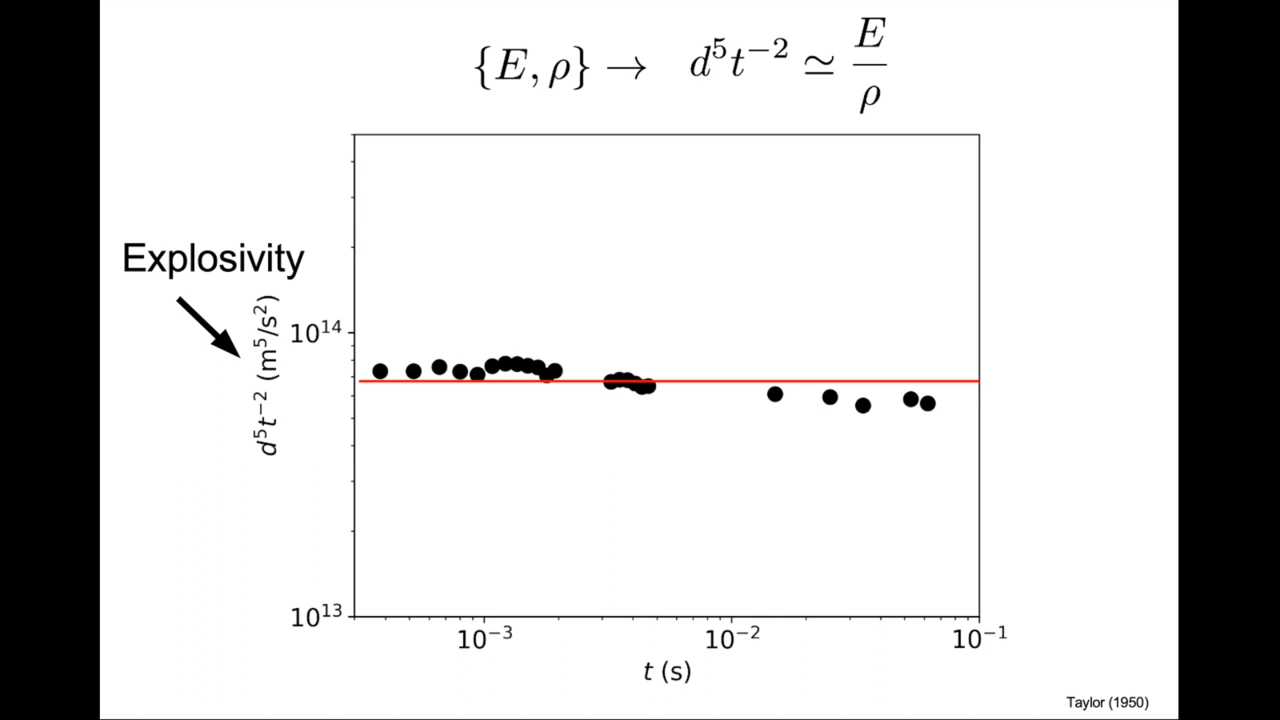 {E, ρ} → d⁵t⁻² ≃ E/ρ
Explosivity
d⁵t⁻² (m⁵/s²)
10¹⁴
10¹³
10⁻³ 10⁻² 10⁻¹
t (s)
Taylor (1950)